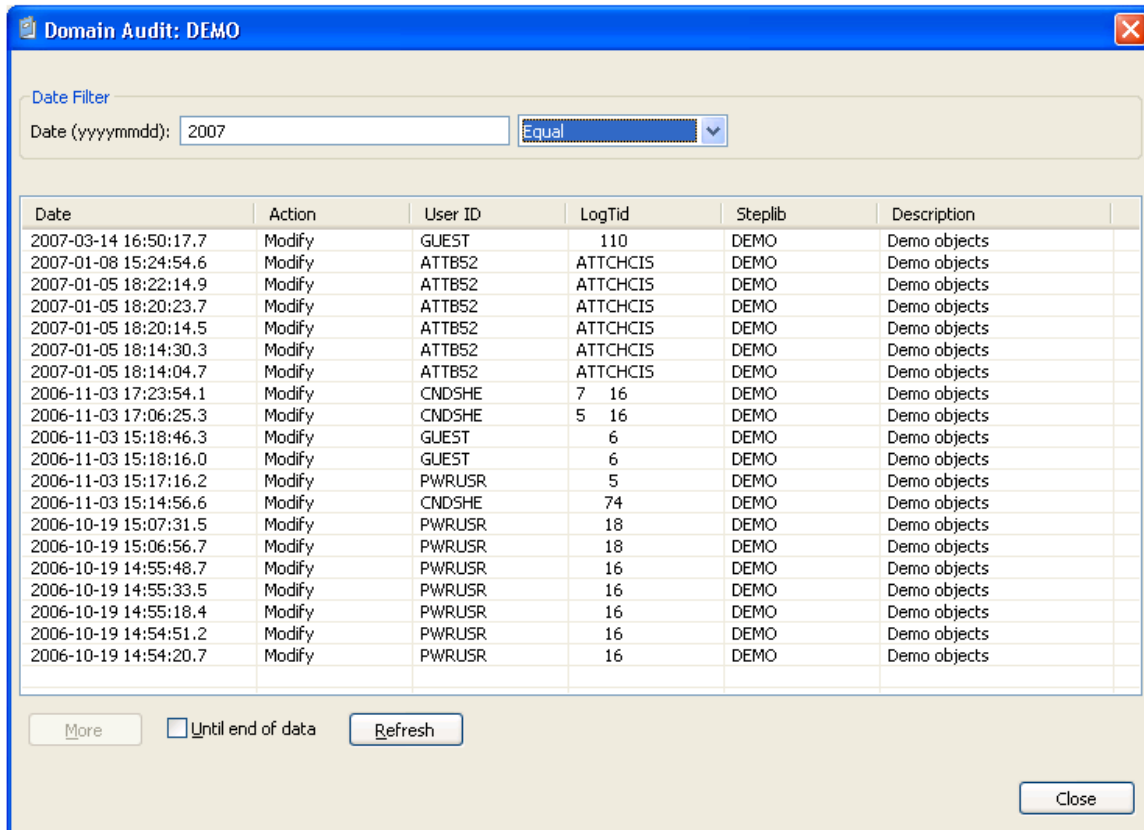 Domain Audit: DEMO
Date Filter
Date (yyyymmdd): 2007 Equal
Date Action User ID LogTid Steplib Description
2007-03-14 16:50:17.7 Modify GUEST 110 DEMO Demo objects
2007-01-08 15:24:54.6 Modify ATTB52 ATTCHCIS DEMO Demo objects
2007-01-05 18:22:14.9 Modify ATTB52 ATTCHCIS DEMO Demo objects
2007-01-05 18:20:23.7 Modify ATTB52 ATTCHCIS DEMO Demo objects
2007-01-05 18:20:14.5 Modify ATTB52 ATTCHCIS DEMO Demo objects
2007-01-05 18:14:30.3 Modify ATTB52 ATTCHCIS DEMO Demo objects
2007-01-05 18:14:04.7 Modify ATTB52 ATTCHCIS DEMO Demo objects
2006-11-03 17:23:54.1 Modify CNDSHE 7 16 DEMO Demo objects
2006-11-03 17:06:25.3 Modify CNDSHE 5 16 DEMO Demo objects
2006-11-03 15:18:46.3 Modify GUEST 6 DEMO Demo objects
2006-11-03 15:18:16.0 Modify GUEST 6 DEMO Demo objects
2006-11-03 15:17:16.2 Modify PWRUSR 5 DEMO Demo objects
2006-11-03 15:14:56.6 Modify CNDSHE 74 DEMO Demo objects
2006-10-19 15:07:31.5 Modify PWRUSR 18 DEMO Demo objects
2006-10-19 15:06:56.7 Modify PWRUSR 18 DEMO Demo objects
2006-10-19 14:55:48.7 Modify PWRUSR 16 DEMO Demo objects
2006-10-19 14:55:33.5 Modify PWRUSR 16 DEMO Demo objects
2006-10-19 14:55:18.4 Modify PWRUSR 16 DEMO Demo objects
2006-10-19 14:54:51.2 Modify PWRUSR 16 DEMO Demo objects
2006-10-19 14:54:20.7 Modify PWRUSR 16 DEMO Demo objects
More Until end of data Refresh
Close